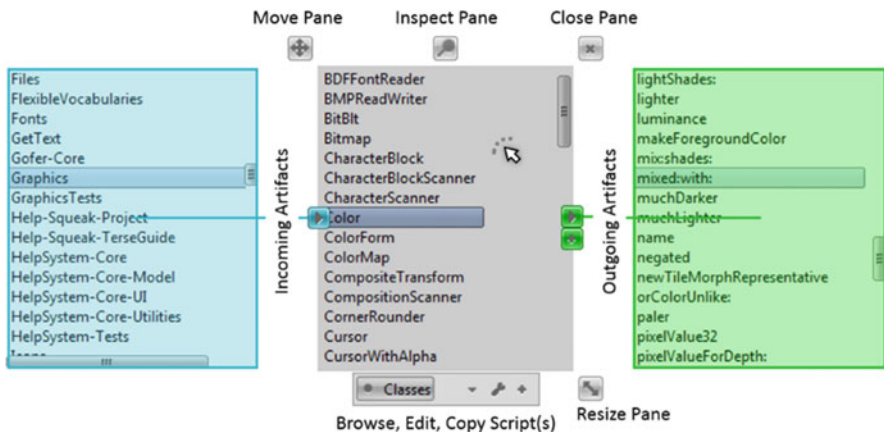 Move Pane
Inspect Pane
Close Pane
Files
FlexibleVocabularies
Fonts
GetText
Gofer-Core
Graphics
GraphicsTests
Help-Squeak-Project
Help-Squeak-TerseGuide
HelpSystem-Core
HelpSystem-Core-Model
HelpSystem-Core-UI
HelpSystem-Core-Utilities
HelpSystem-Tests
Icons
Incoming Artifacts
BDFFontReader
BMPReadWriter
BitBlt
Bitmap
CharacterBlock
CharacterBlockScanner
CharacterScanner
Color
ColorForm
ColorMap
CompositeTransform
CompositionScanner
CornerRounder
Cursor
CursorWithAlpha
Outgoing Artifacts
lightShades:
lighter
luminance
makeForegroundColor
mix:shades:
mixed:with:
muchDarker
muchLighter
name
negated
newTileMorphRepresentative
orColorUnlike:
paler
pixelValue32
pixelValueForDepth:
Classes
Resize Pane
Browse, Edit, Copy Script(s)